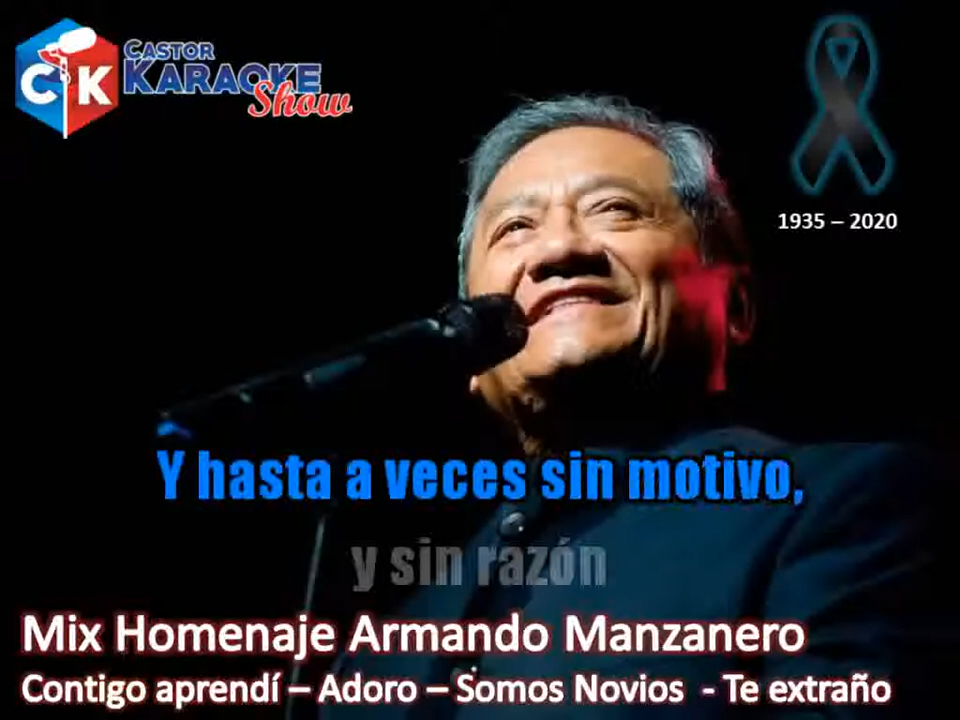 CK
CASTOR
KARAOKE
Show
1935 – 2020
Y hasta a veces sin motivo,
y sin razón
Mix Homenaje Armando Manzanero
Contigo aprendí – Adoro – Somos Novios - Te extraño